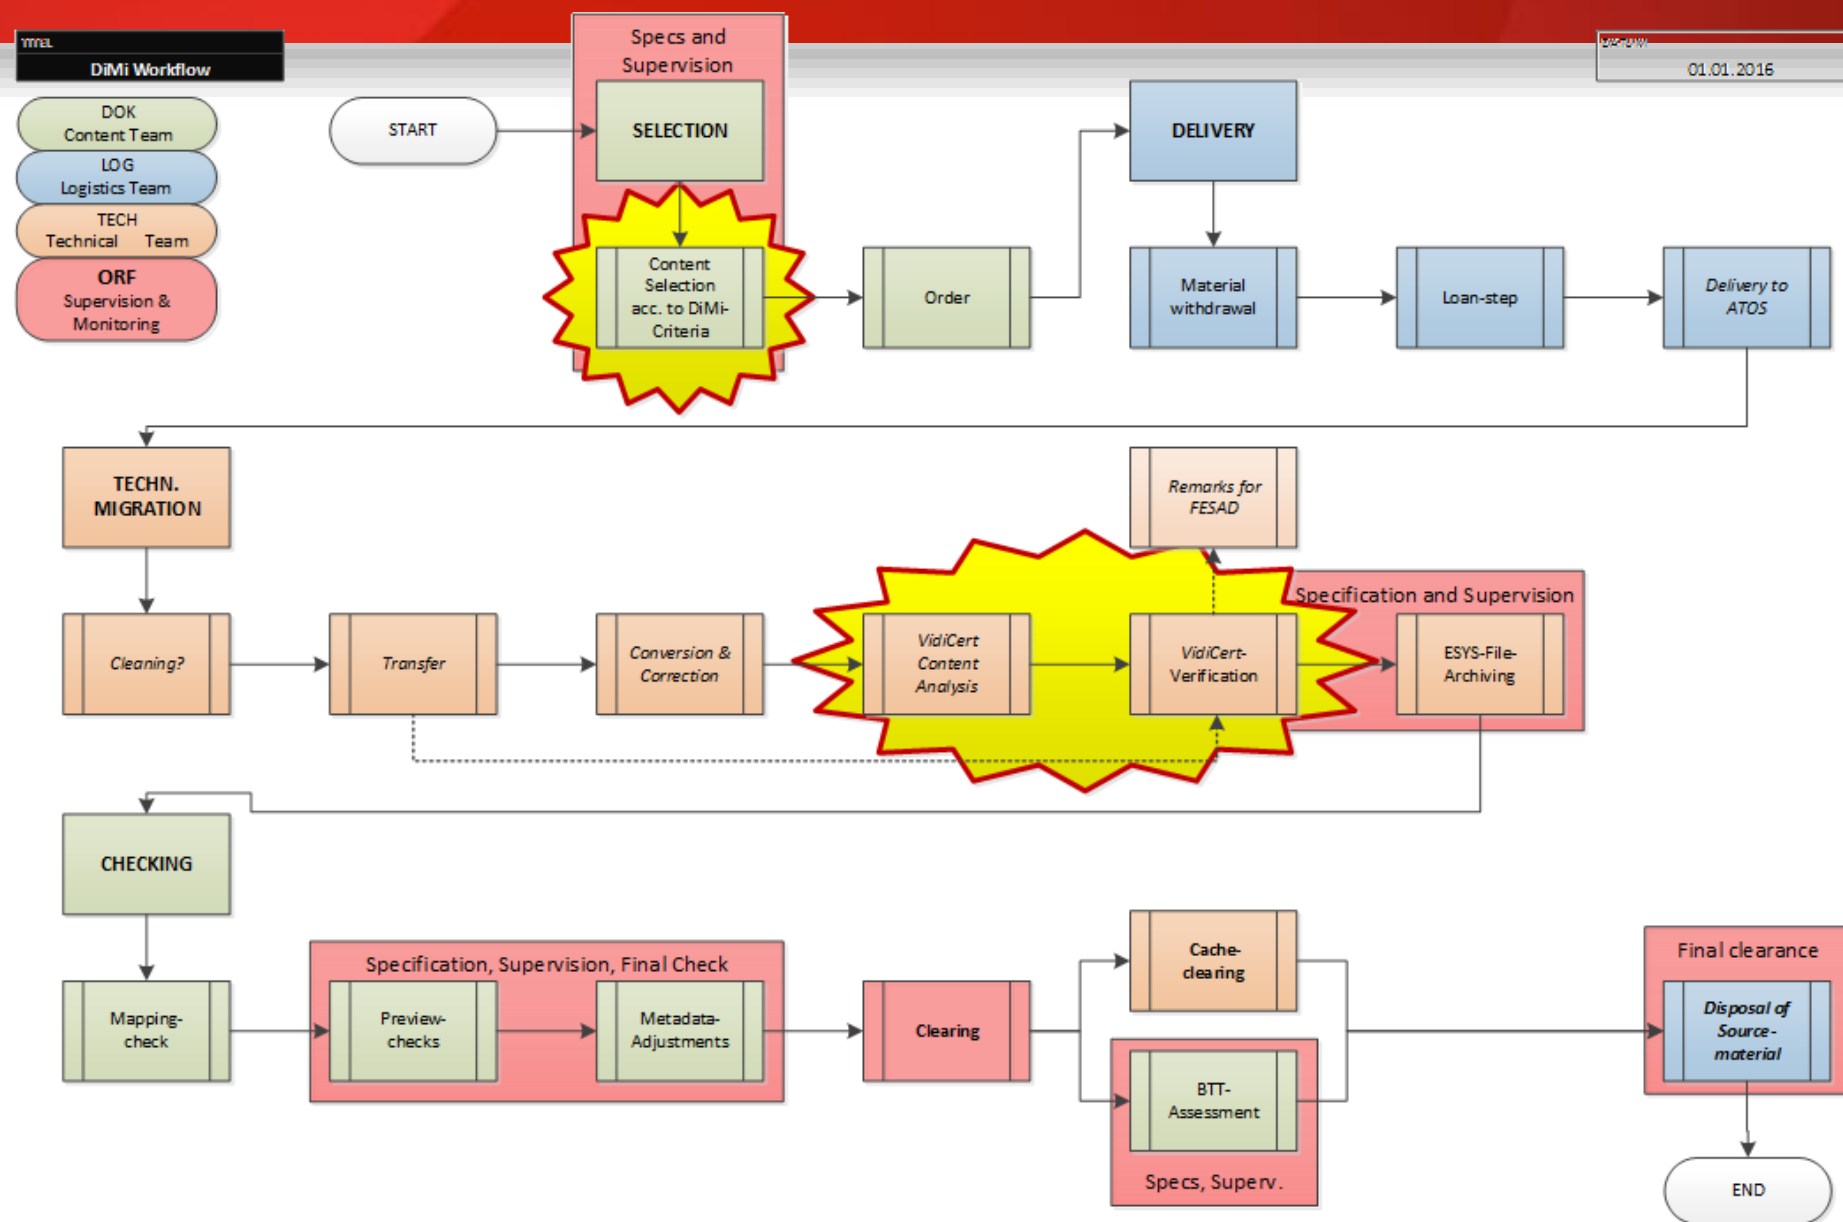 TITEL
DiMi Workflow
DATUM
01.01.2016
DOK
Content Team
LOG
Logistics Team
TECH
Technical Team
ORF
Supervision &
Monitoring
START
Specs and
Supervision
SELECTION
Content
Selection
acc. to DiMi-
Criteria
Order
DELIVERY
Material
withdrawal
Loan-step
Delivery to
ATOS
TECHN.
MIGRATION
Cleaning?
Transfer
Conversion &
Correction
VidiCert
Content
Analysis
VidiCert-
Verification
Remarks for
FESAD
Specification and Supervision
ESYS-File-
Archiving
CHECKING
Mapping-
check
Specification, Supervision, Final Check
Preview-
checks
Metadata-
Adjustments
Clearing
Cache-
clearing
BTT-
Assessment
Specs, Superv.
Final clearance
Disposal of
Source-
material
END